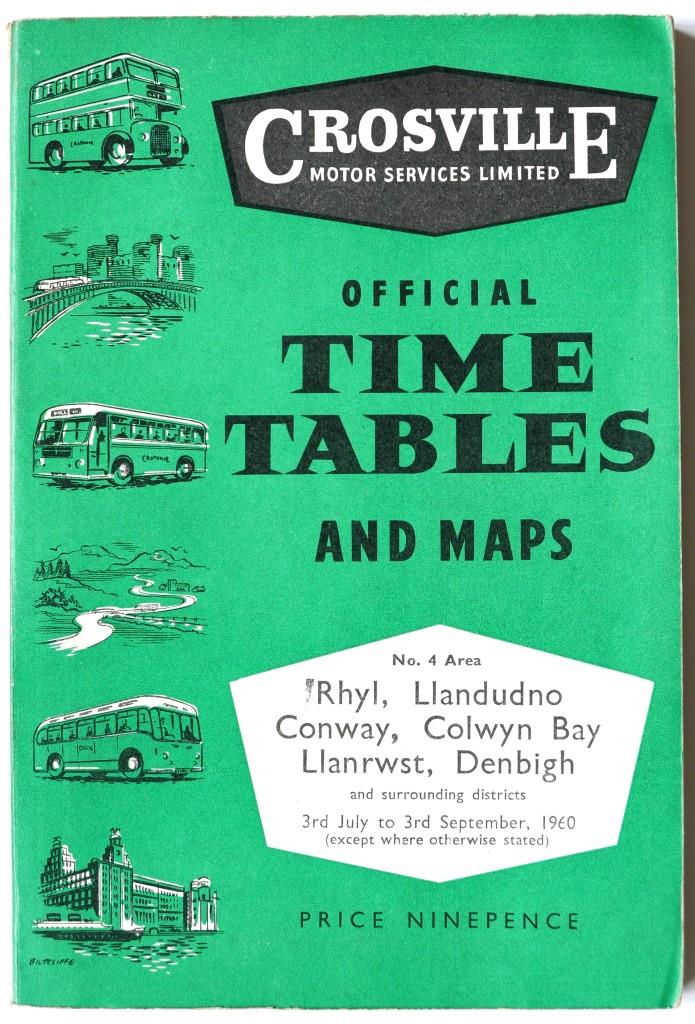 CROSVILLE
MOTOR SERVICES LIMITED
OFFICIAL
TIME
TABLES
AND MAPS
No. 4 Area
Rhyl, Llandudno
Conway, Colwyn Bay
Llanrwst, Denbigh
and surrounding districts
3rd July to 3rd September, 1960
(except where otherwise stated)
PRICE NINEPENCE
BILTCLIFFE